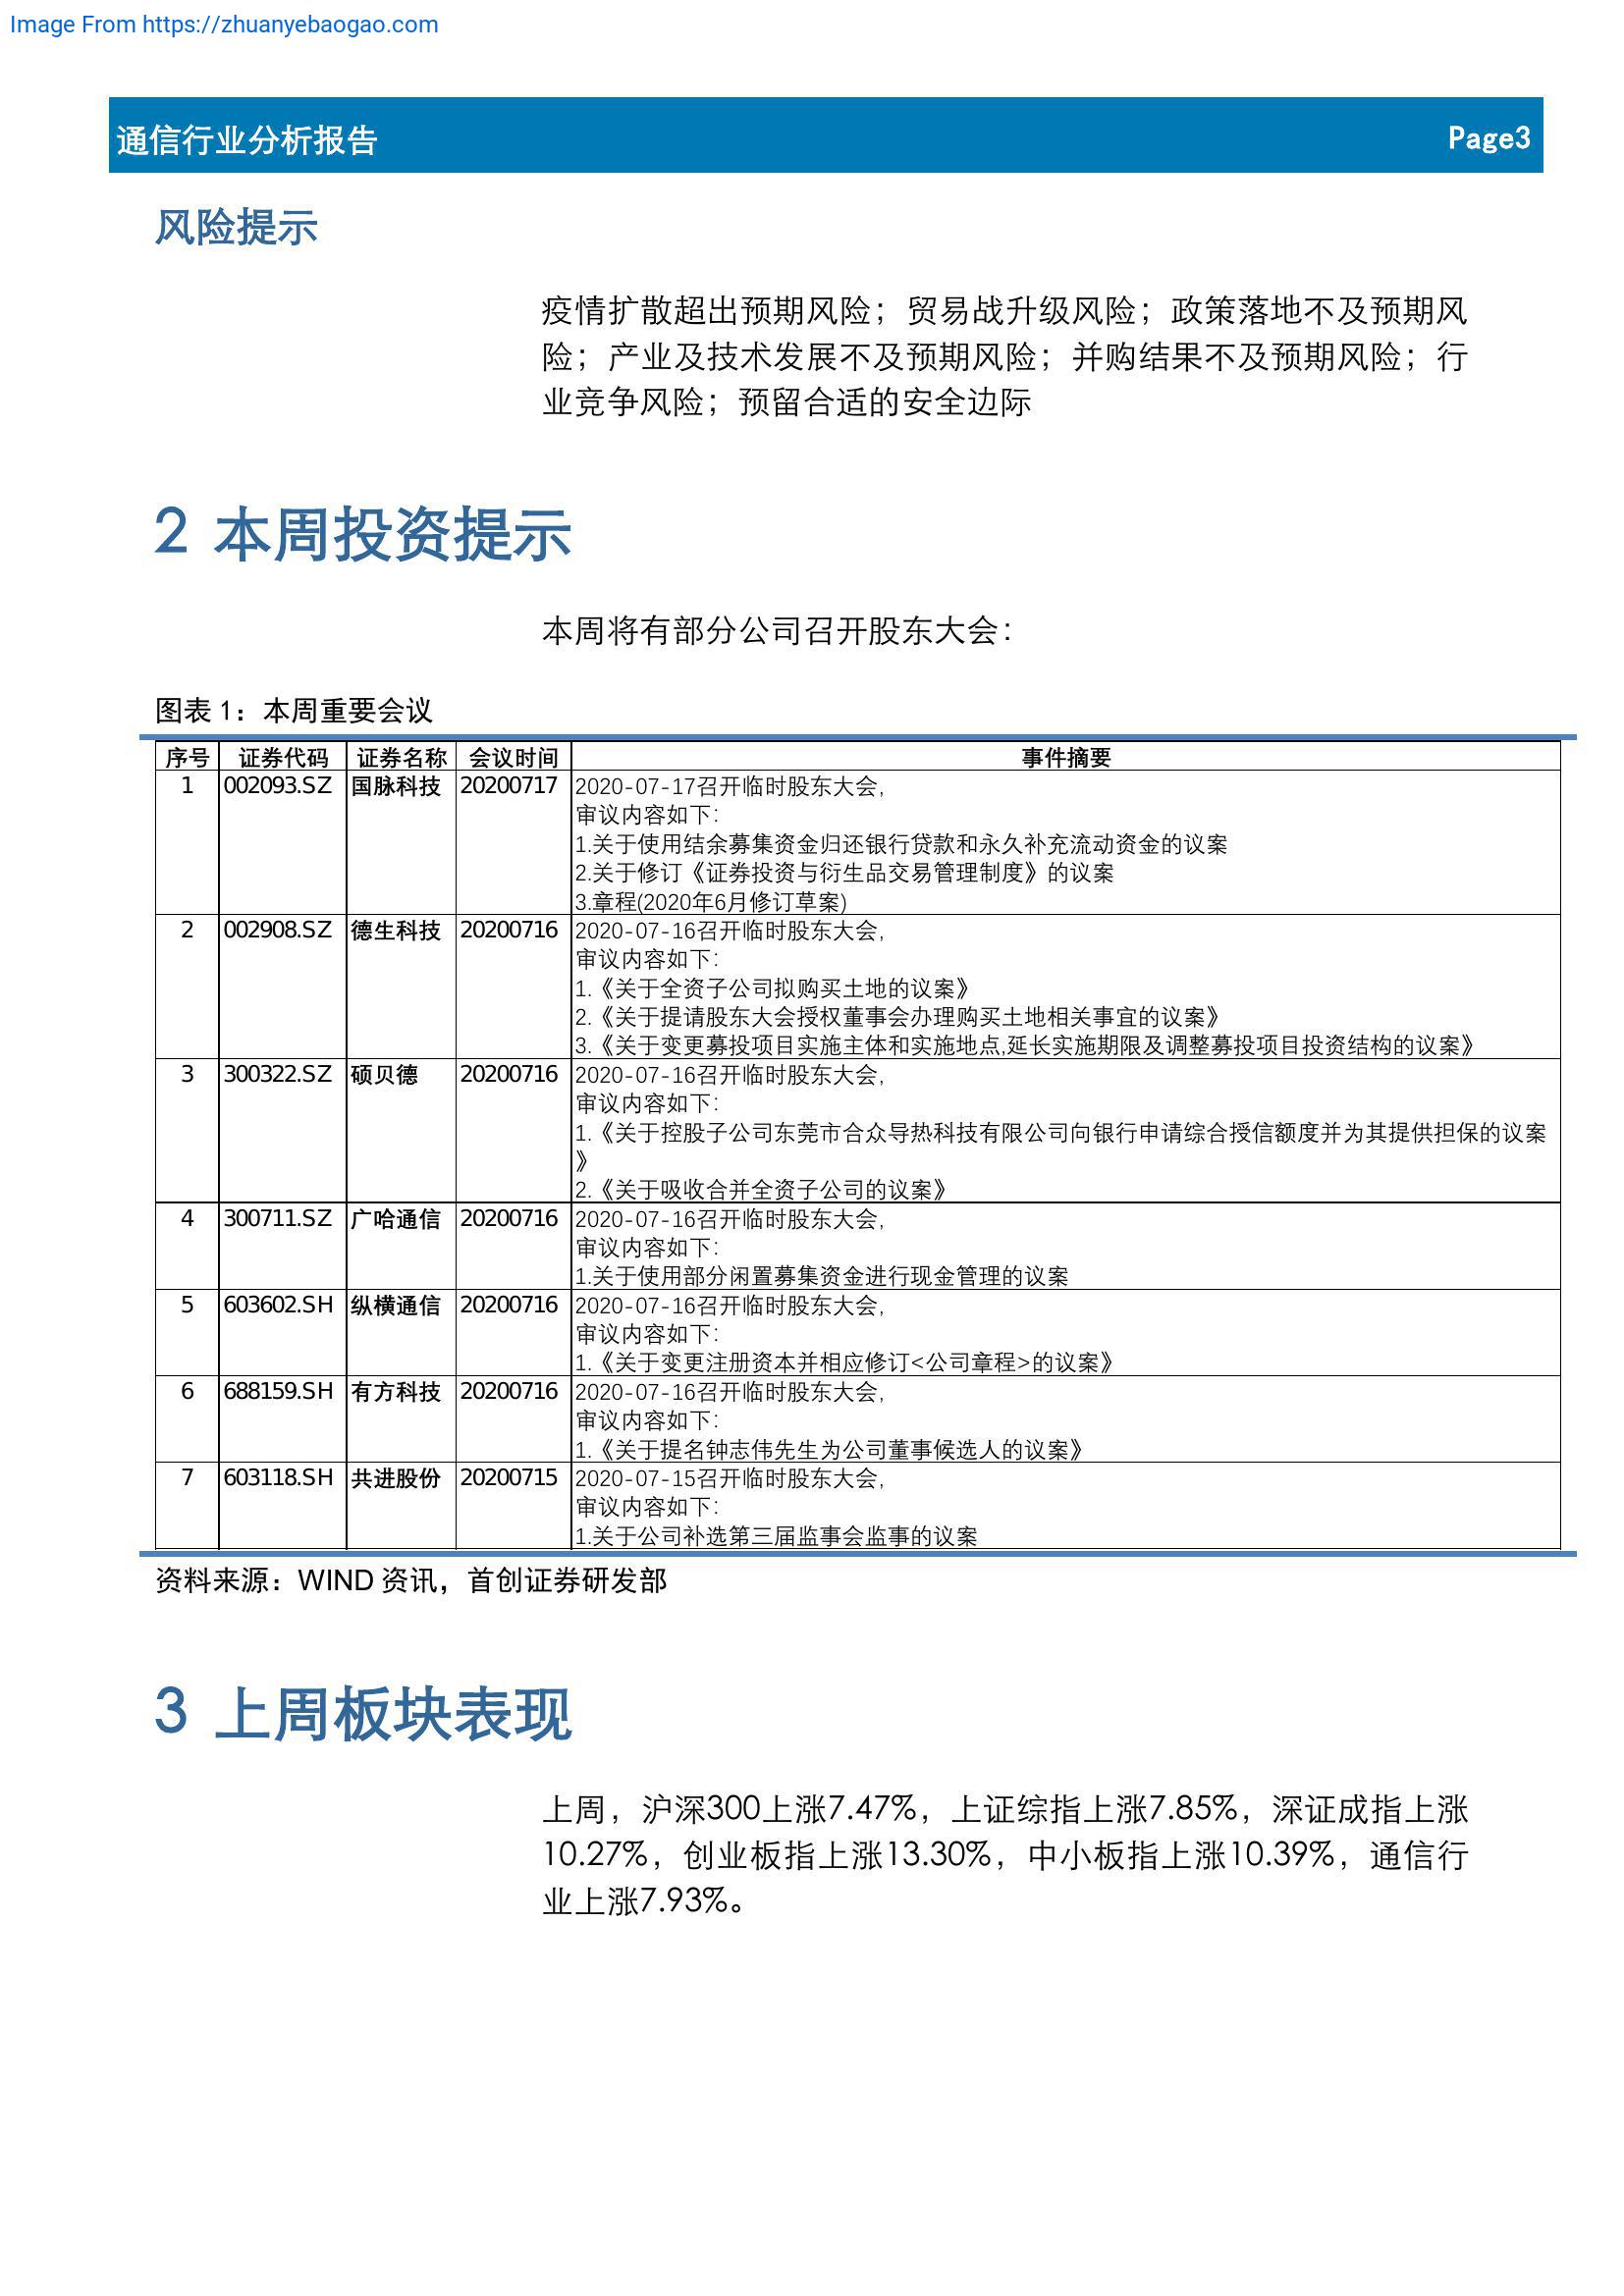 Image From https://zhuanyebaogao.com
通信行业分析报告 Page3
风险提示
疫情扩散超出预期风险；贸易战升级风险；政策落地不及预期风
险；产业及技术发展不及预期风险；并购结果不及预期风险；行
业竞争风险；预留合适的安全边际
2 本周投资提示
本周将有部分公司召开股东大会：
图表 1：本周重要会议
序号 证券代码 证券名称 会议时间 事件摘要
1 002093.SZ 国脉科技 20200717 2020-07-17召开临时股东大会,
审议内容如下:
1.关于使用结余募集资金归还银行贷款和永久补充流动资金的议案
2.关于修订《证券投资与衍生品交易管理制度》的议案
3.章程(2020年6月修订草案)
2 002908.SZ 德生科技 20200716 2020-07-16召开临时股东大会,
审议内容如下:
1.《关于全资子公司拟购买土地的议案》
2.《关于提请股东大会授权董事会办理购买土地相关事宜的议案》
3.《关于变更募投项目实施主体和实施地点,延长实施期限及调整募投项目投资结构的议案》
3 300322.SZ 硕贝德 20200716 2020-07-16召开临时股东大会,
审议内容如下:
1.《关于控股子公司东莞市合众导热科技有限公司向银行申请综合授信额度并为其提供担保的议案
》
2.《关于吸收合并全资子公司的议案》
4 300711.SZ 广哈通信 20200716 2020-07-16召开临时股东大会,
审议内容如下:
1.关于使用部分闲置募集资金进行现金管理的议案
5 603602.SH 纵横通信 20200716 2020-07-16召开临时股东大会,
审议内容如下:
1.《关于变更注册资本并相应修订<公司章程>的议案》
6 688159.SH 有方科技 20200716 2020-07-16召开临时股东大会,
审议内容如下:
1.《关于提名钟志伟先生为公司董事候选人的议案》
7 603118.SH 共进股份 20200715 2020-07-15召开临时股东大会,
审议内容如下:
1.关于公司补选第三届监事会监事的议案
资料来源：WIND 资讯，首创证券研发部
3 上周板块表现
上周，沪深300上涨7.47%，上证综指上涨7.85%，深证成指上涨
10.27%，创业板指上涨13.30%，中小板指上涨10.39%，通信行
业上涨7.93%。